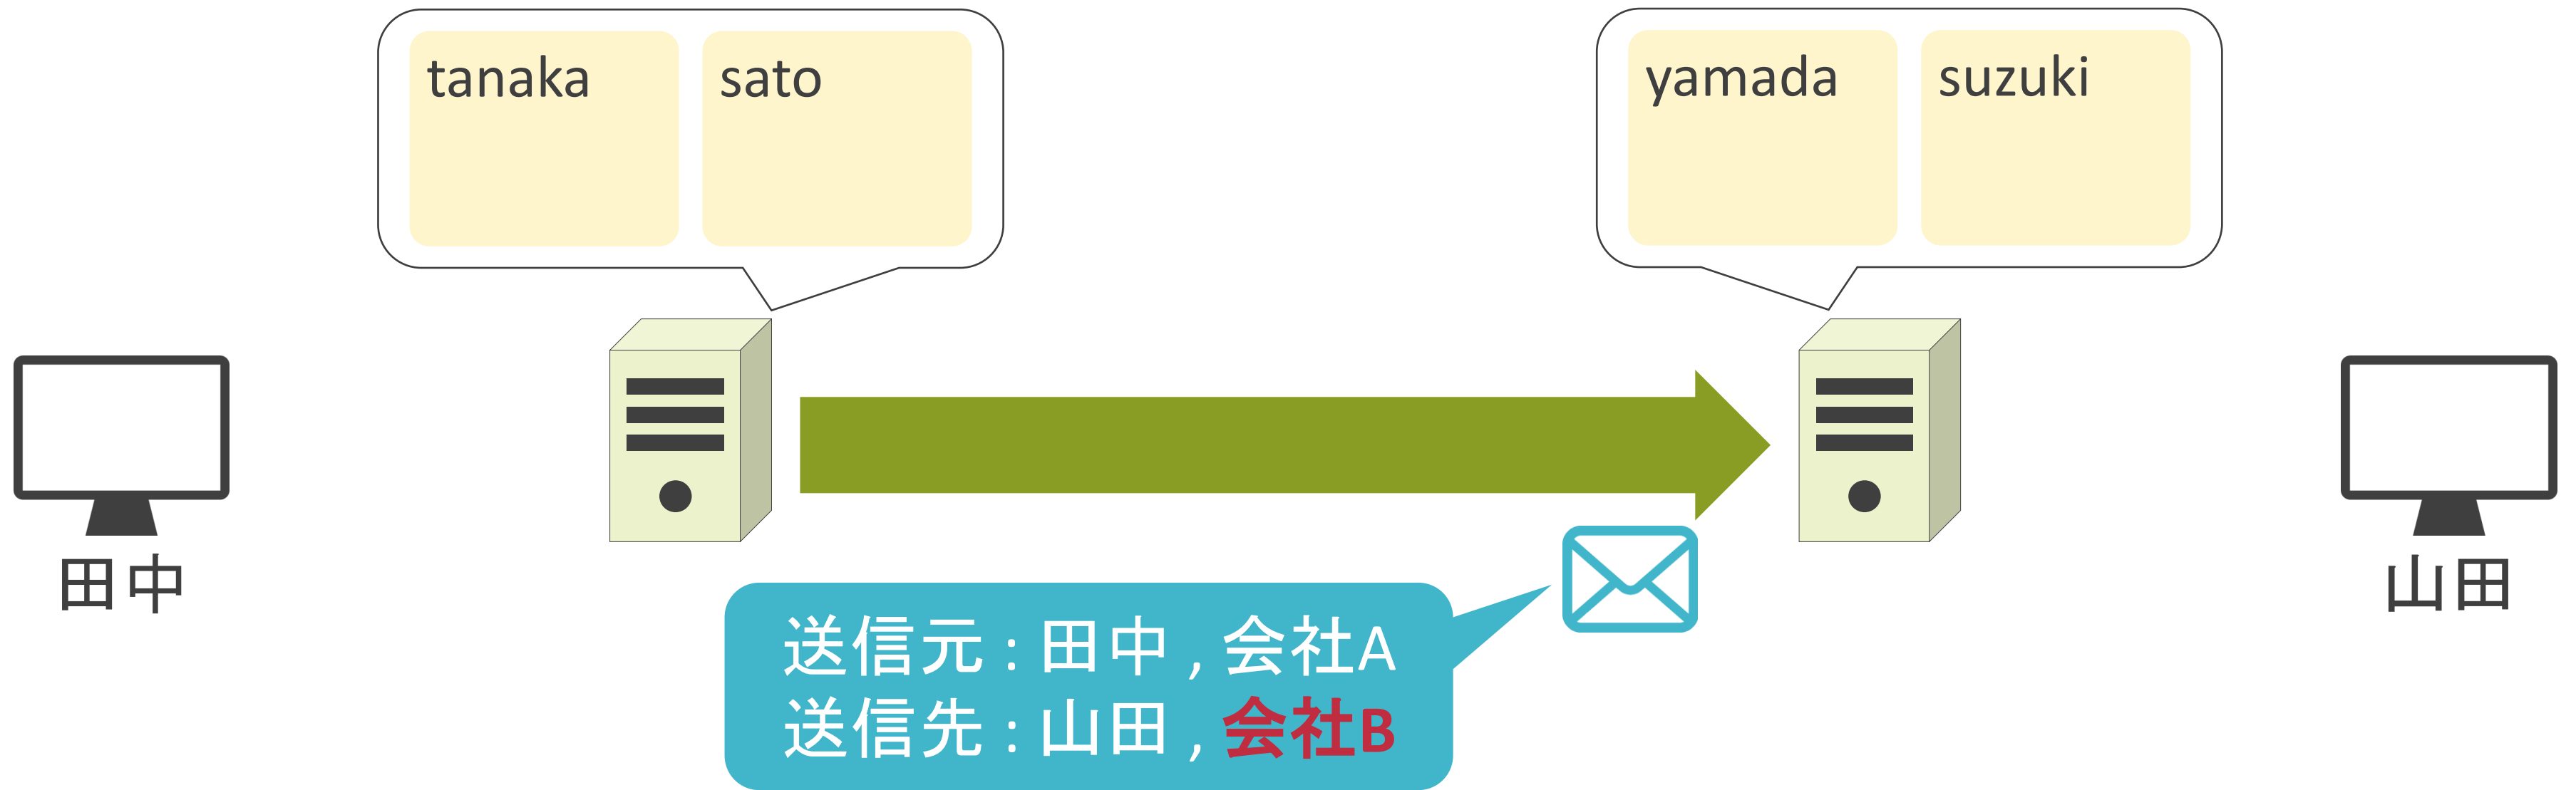 tanaka
sato
yamada
suzuki
田中
山田
送信元 : 田中 , 会社A
送信先 : 山田 , 会社B